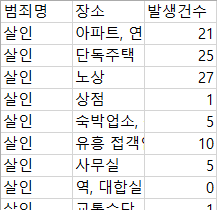 범죄명 장소 발생건수
살인 아파트, 연 21
살인 단독주택 25
살인 노상 27
살인 상점 1
살인 숙박업소, 5
살인 유흥 접객 10
살인 사무실 5
살인 역, 대합실 0
살인 교통수단 1